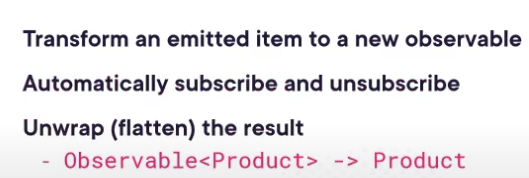 Transform an emitted item to a new observable
Automatically subscribe and unsubscribe
Unwrap (flatten) the result
- Observable<Product> -> Product